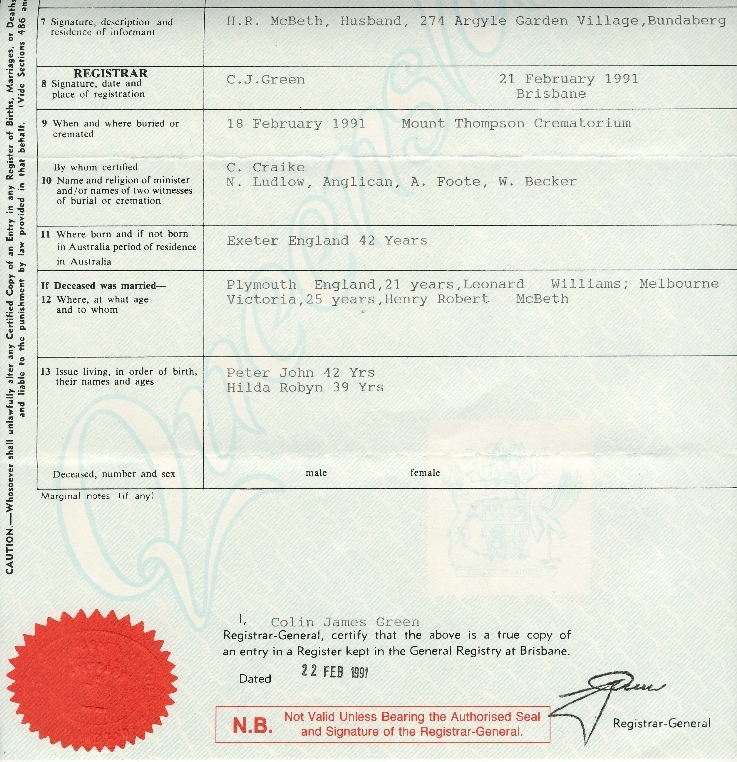 CAUTION.—Whosoever shall unlawfully alter any Certified Copy of an Entry in any Register of Births, Marriages, or Deaths,
and liable to the punishment by law provided in that behalf. (Vide Sections 486 and
7 Signature, description and
residence of informant
H.R. McBeth, Husband, 274 Argyle Garden Village,Bundaberg
REGISTRAR
8 Signature, date and
place of registration
C.J.Green 21 February 1991
Brisbane
9 When and where buried or
cremated
18 February 1991 Mount Thompson Crematorium
By whom certified
10 Name and religion of minister
and/or names of two witnesses
of burial or cremation
C. Craike
N. Ludlow, Anglican, A. Foote, W. Becker
11 Where born and if not born
in Australia period of residence
in Australia
Exeter England 42 Years
If Deceased was married—
12 Where, at what age
and to whom
Plymouth England,21 years,Leonard Williams; Melbourne
Victoria,25 years,Henry Robert McBeth
13 Issue living, in order of birth,
their names and ages
Peter John 42 Yrs
Hilda Robyn 39 Yrs
Deceased, number and sex male female
Marginal notes (if any)
Queensland
I, Colin James Green
Registrar-General, certify that the above is a true copy of
an entry in a Register kept in the General Registry at Brisbane.
Dated 22 FEB 1991
Green
Registrar-General
N.B. Not Valid Unless Bearing the Authorised Seal
and Signature of the Registrar-General.